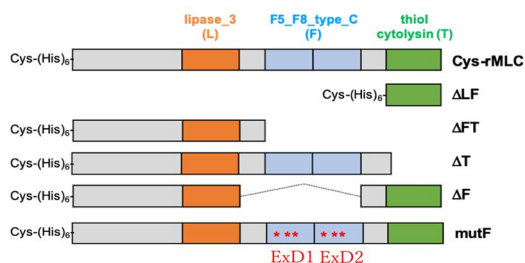 lipase_3 F5_F8_type_C thiol
(L) (F) cytolysin (T)
Cys-(His)6 Cys-rMLC
Cys-(His)6 ΔLF
Cys-(His)6 ΔFT
Cys-(His)6 ΔT
Cys-(His)6 ΔF
Cys-(His)6 * *** * ** mutF
ExD1 ExD2